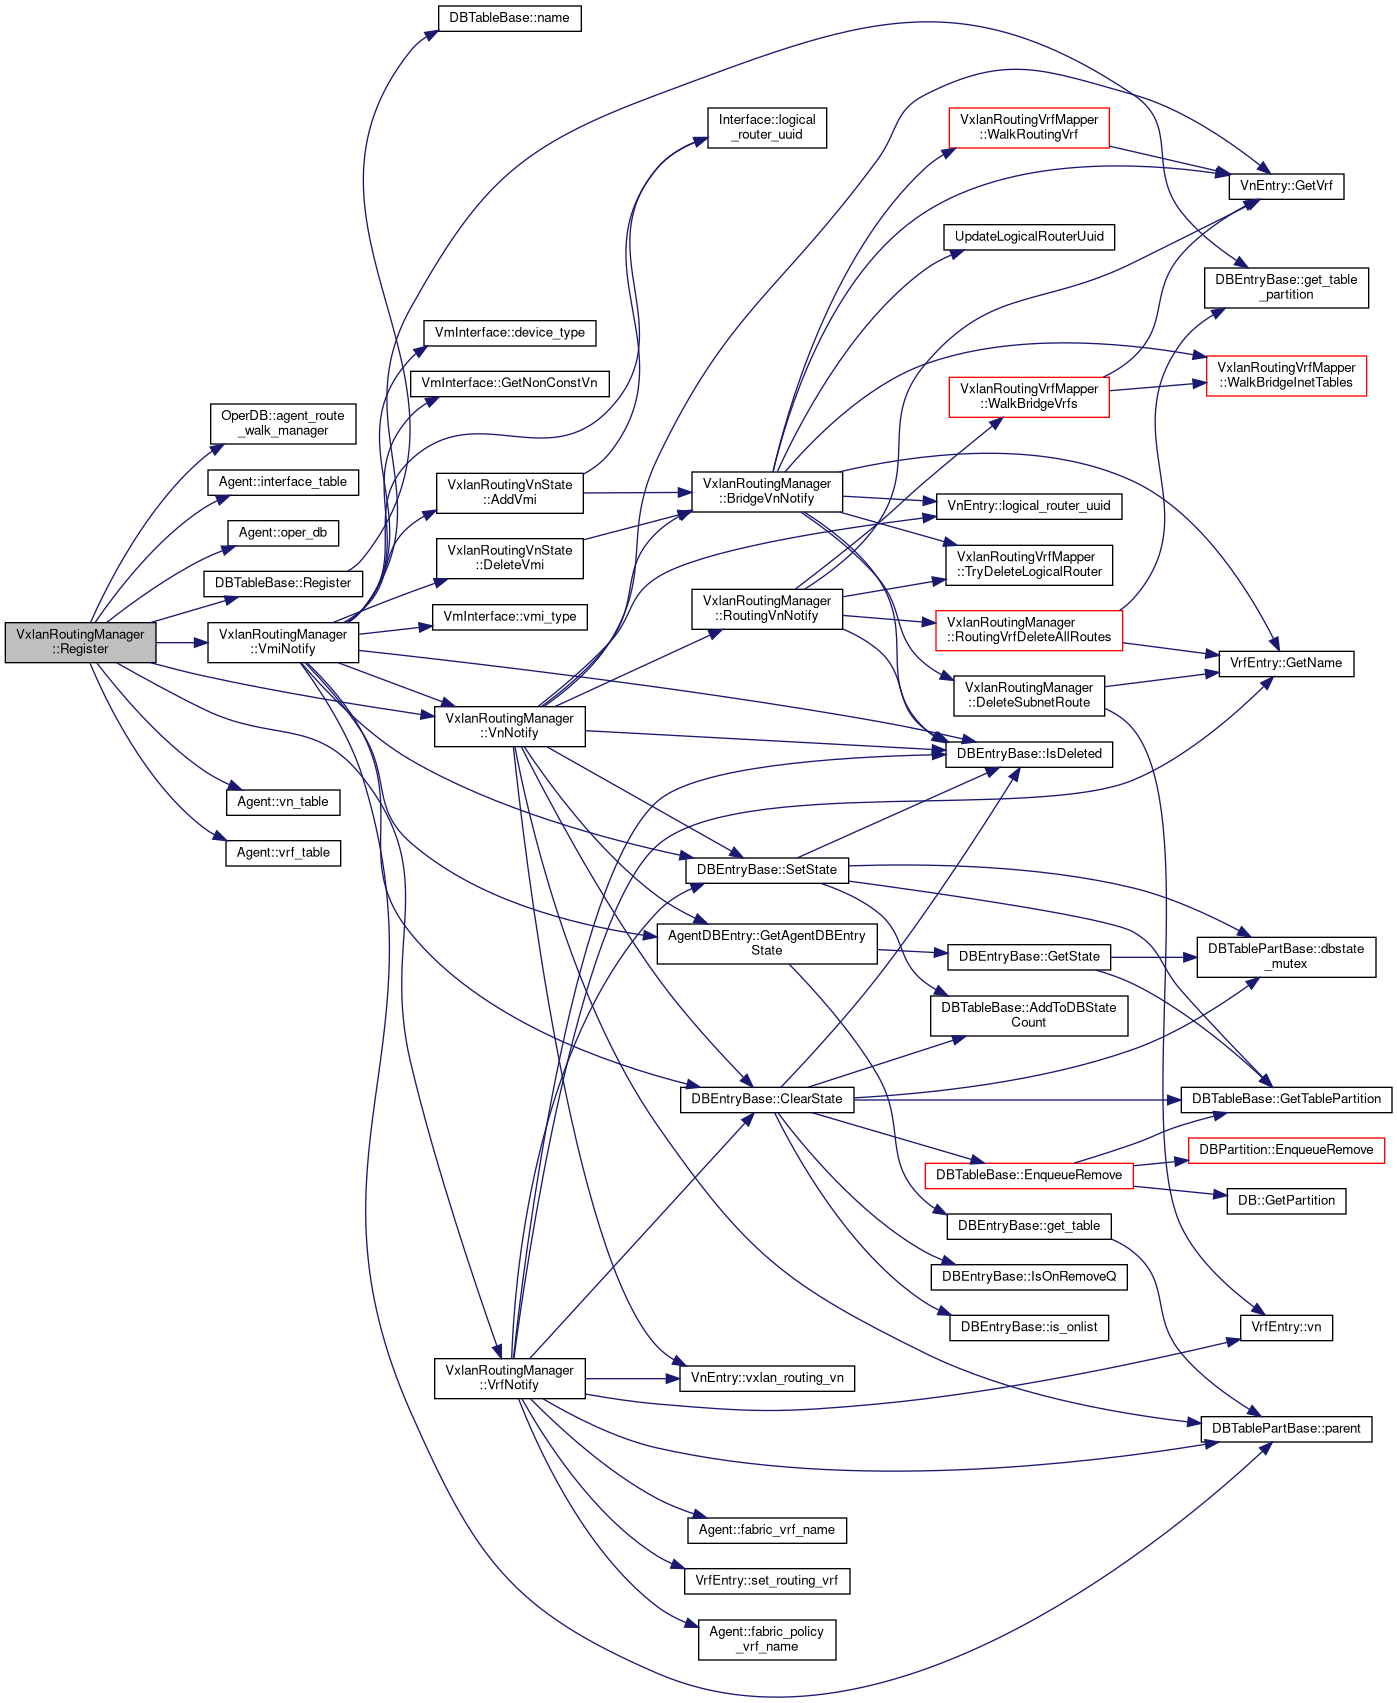 DBTableBase::name
Interface::logical
_router_uuid
VxlanRoutingVrfMapper
::WalkRoutingVrf
VnEntry::GetVrf
UpdateLogicalRouterUuid
DBEntryBase::get_table
_partition
VmInterface::device_type
VmInterface::GetNonConstVn
VxlanRoutingVrfMapper
::WalkBridgeVrfs
VxlanRoutingVrfMapper
::WalkBridgeInetTables
OperDB::agent_route
_walk_manager
Agent::interface_table
VxlanRoutingVnState
::AddVmi
VxlanRoutingManager
::BridgeVnNotify
VnEntry::logical_router_uuid
Agent::oper_db
VxlanRoutingVnState
::DeleteVmi
VxlanRoutingVrfMapper
::TryDeleteLogicalRouter
DBTableBase::Register
VmInterface::vmi_type
VxlanRoutingManager
::RoutingVnNotify
VxlanRoutingManager
::RoutingVrfDeleteAllRoutes
VxlanRoutingManager
::Register
VxlanRoutingManager
::VmiNotify
VrfEntry::GetName
VxlanRoutingManager
::DeleteSubnetRoute
VxlanRoutingManager
::VnNotify
DBEntryBase::IsDeleted
Agent::vn_table
Agent::vrf_table
DBEntryBase::SetState
AgentDBEntry::GetAgentDBEntry
State
DBEntryBase::GetState
DBTablePartBase::dbstate
_mutex
DBTableBase::AddToDBState
Count
DBEntryBase::ClearState
DBTableBase::GetTablePartition
DBTableBase::EnqueueRemove
DBPartition::EnqueueRemove
DB::GetPartition
DBEntryBase::get_table
DBEntryBase::IsOnRemoveQ
DBEntryBase::is_onlist
VrfEntry::vn
VxlanRoutingManager
::VrfNotify
VnEntry::vxlan_routing_vn
DBTablePartBase::parent
Agent::fabric_vrf_name
VrfEntry::set_routing_vrf
Agent::fabric_policy
_vrf_name